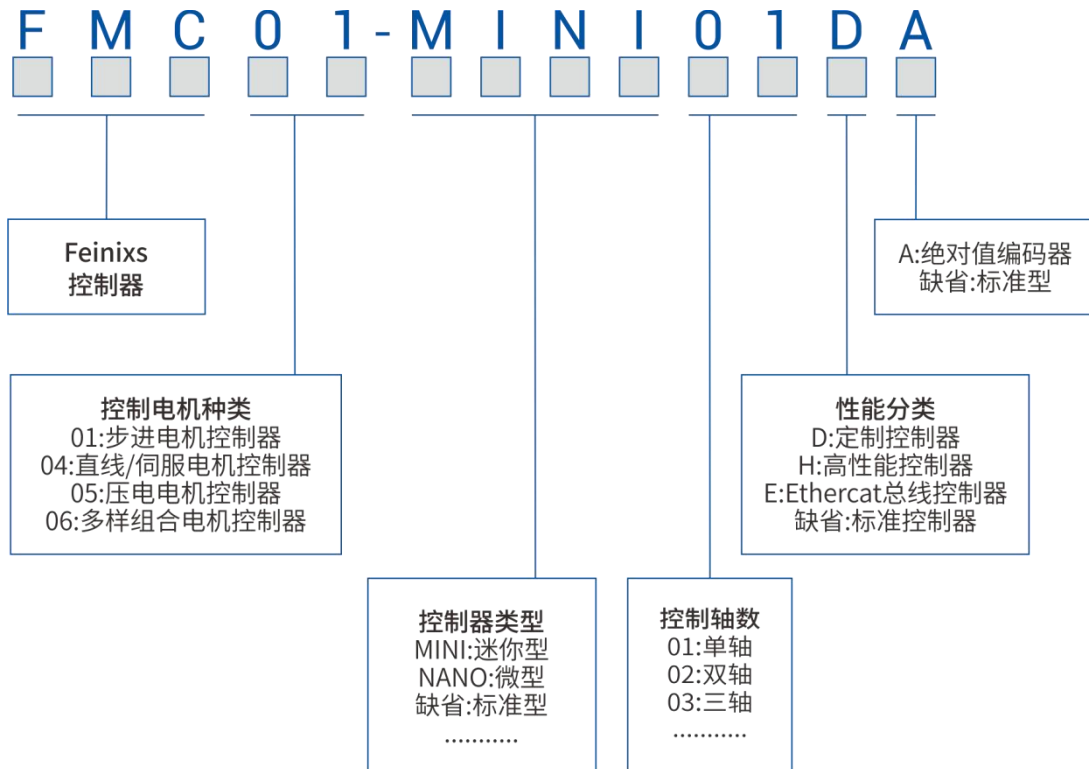 FMC01-MINI01DA
Feinixs
控制器
A:绝对值编码器
缺省:标准型
控制电机种类
01:步进电机控制器
04:直线/伺服电机控制器
05:压电电机控制器
06:多样组合电机控制器
性能分类
D:定制控制器
H:高性能控制器
E:Ethercat总线控制器
缺省:标准控制器
控制器类型
MINI:迷你型
NANO:微型
缺省:标准型
...........
控制轴数
01:单轴
02:双轴
03:三轴
...........